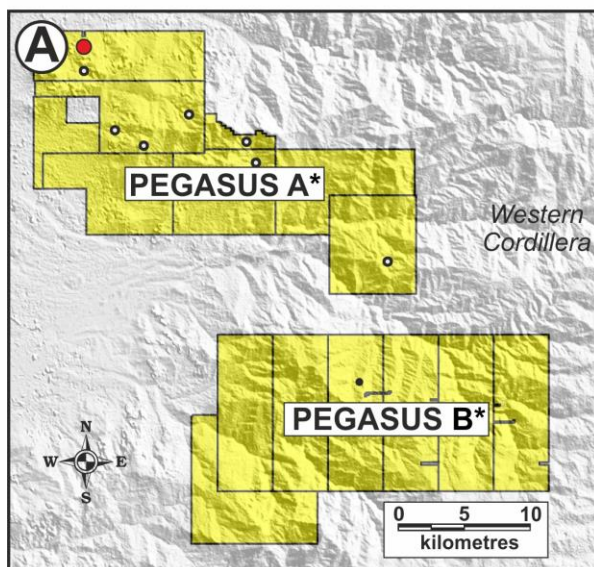 A
PEGASUS A*
Western
Cordillera
PEGASUS B*
N
W E
S
0 5 10
kilometres